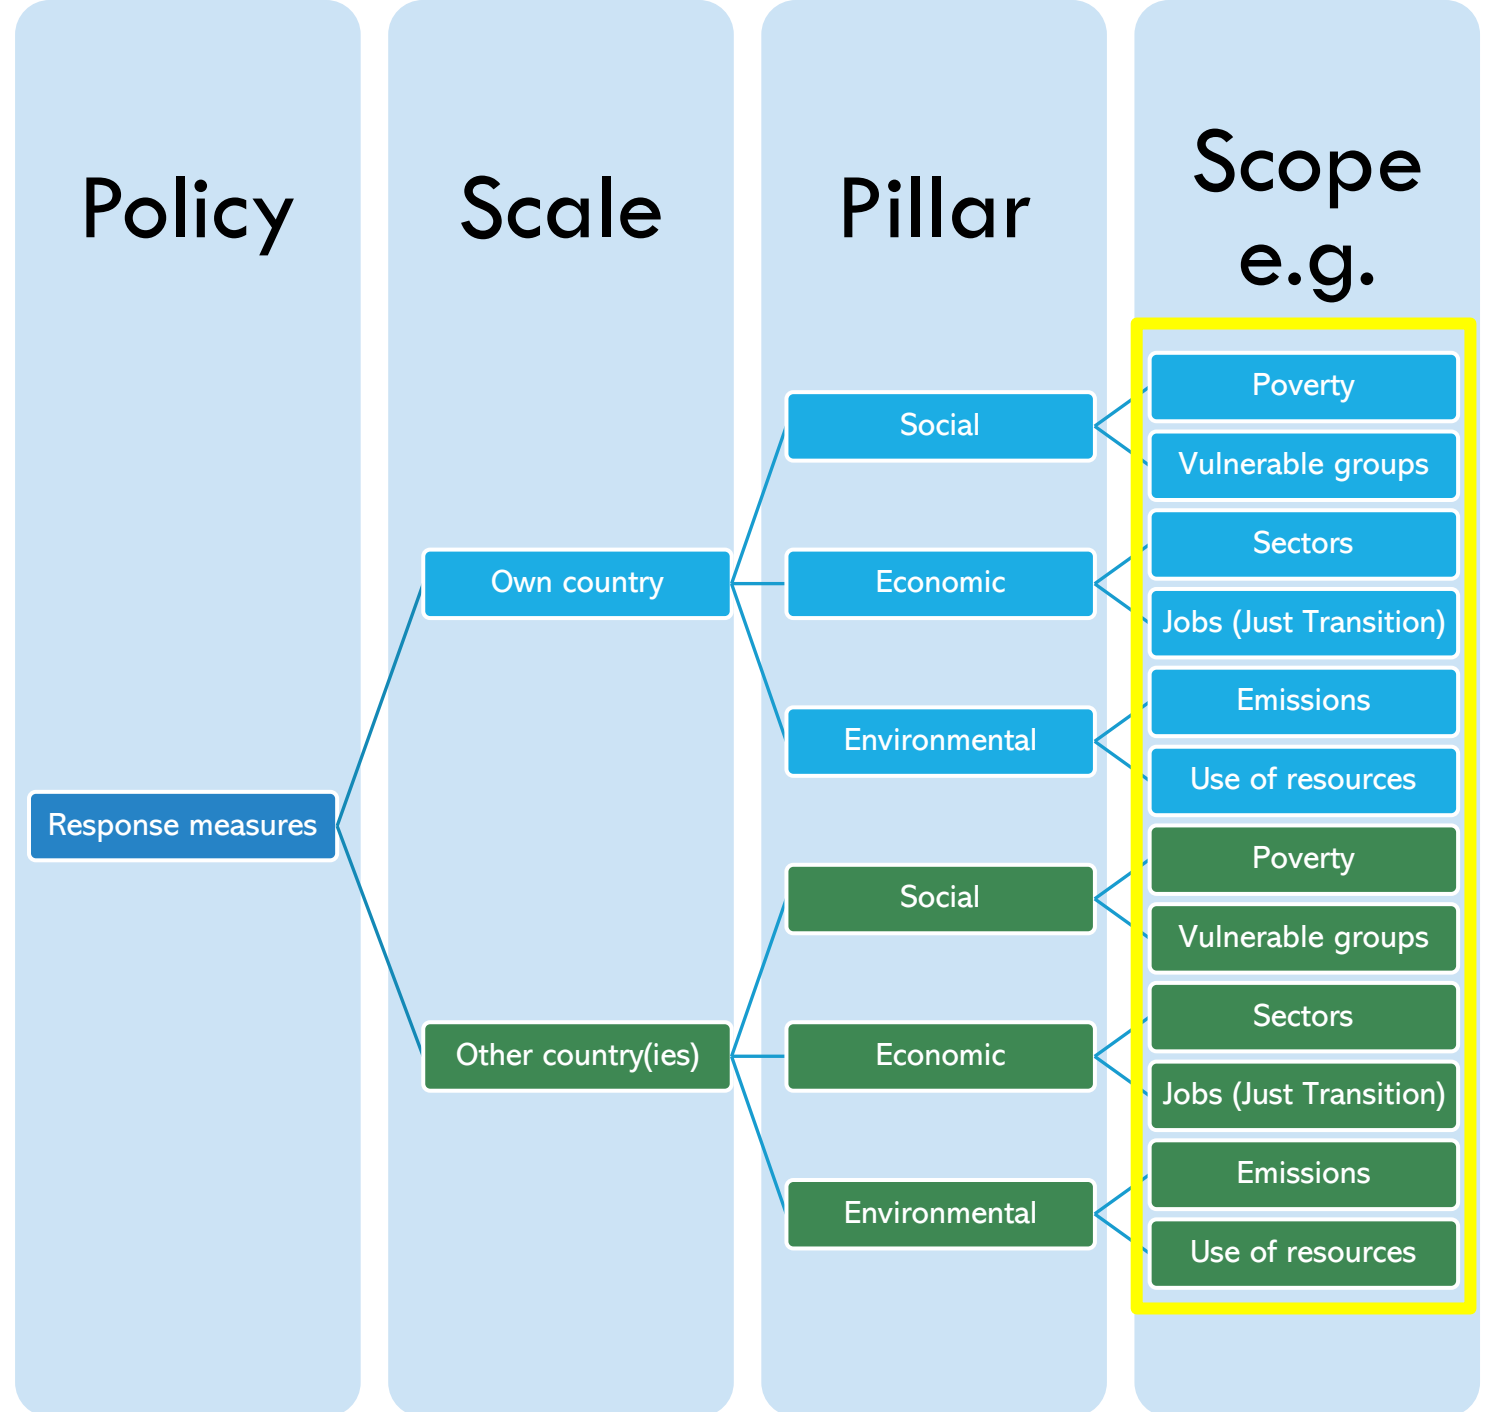 Policy
Scale
Pillar
Scope
e.g.
Response measures
Own country
Other country(ies)
Social
Economic
Environmental
Social
Economic
Environmental
Poverty
Vulnerable groups
Sectors
Jobs (Just Transition)
Emissions
Use of resources
Poverty
Vulnerable groups
Sectors
Jobs (Just Transition)
Emissions
Use of resources